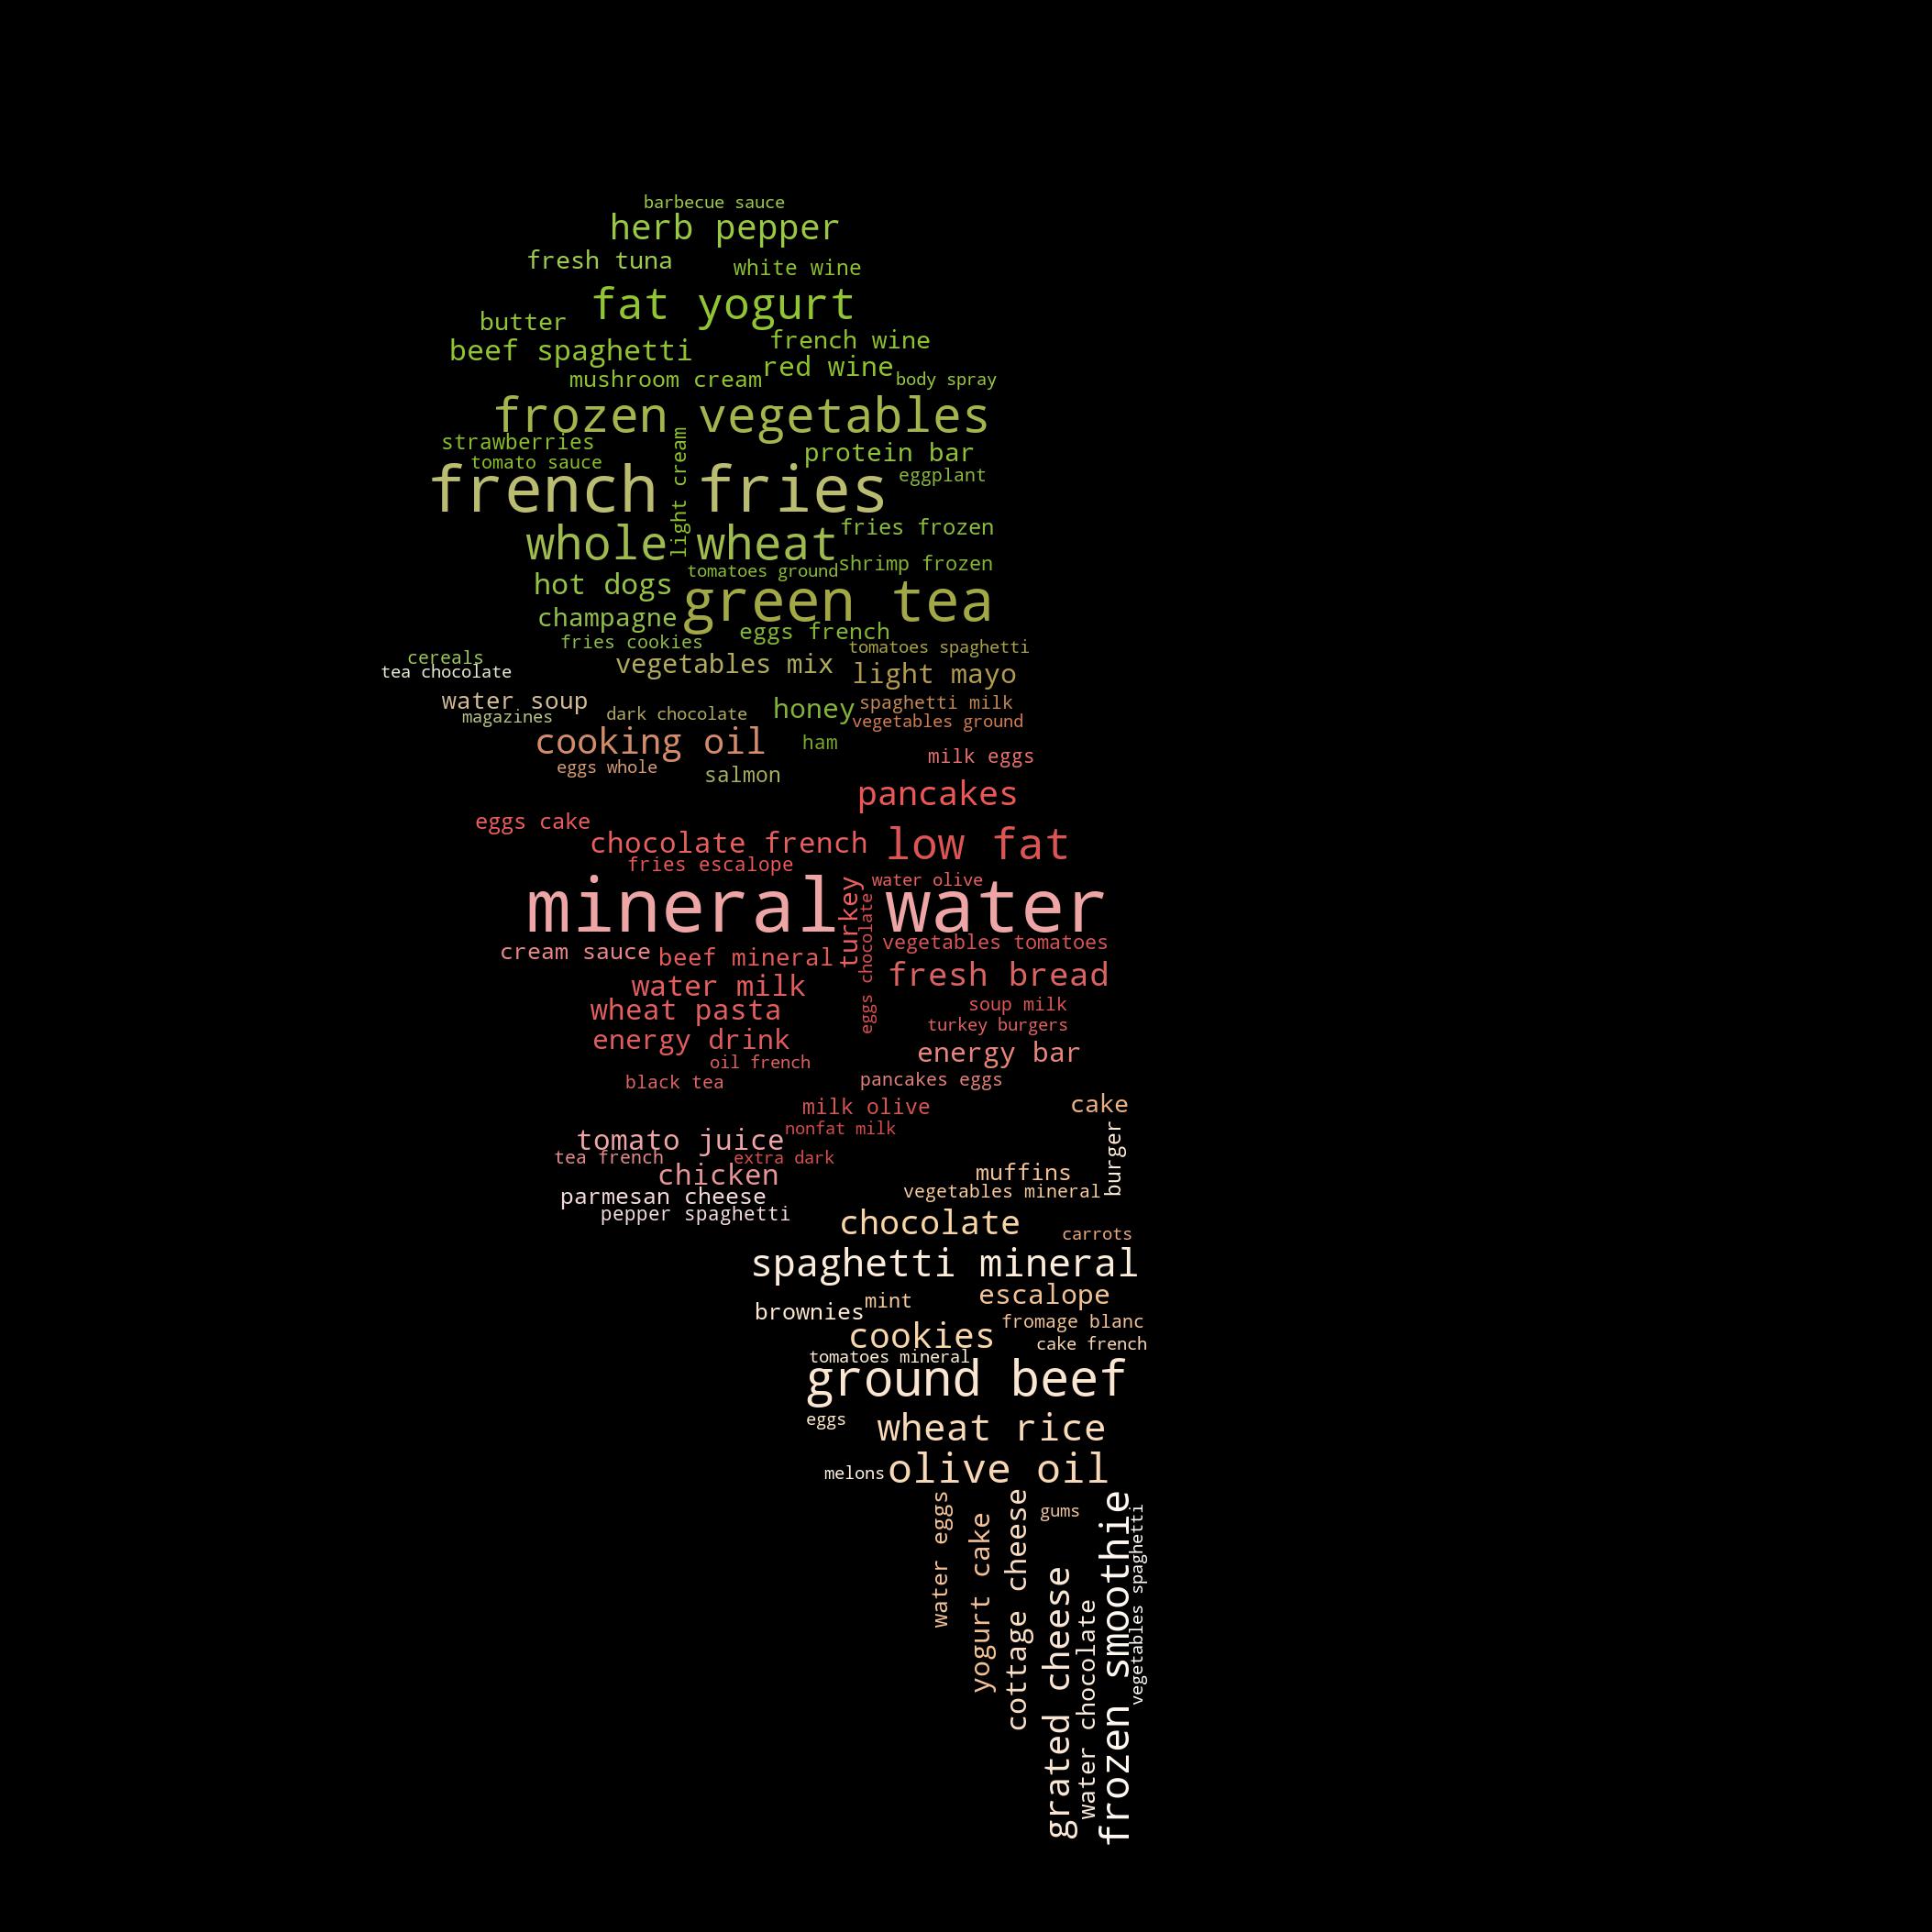 barbecue sauce
herb pepper
fresh tuna
white wine
fat yogurt
butter
french wine
beef spaghetti
red wine
mushroom cream
body spray
frozen vegetables
strawberries
light cream
protein bar
tomato sauce
french fries
eggplant
whole wheat
fries frozen
shrimp frozen
tomatoes ground
hot dogs
green tea
champagne
eggs french
fries cookies
tomatoes spaghetti
cereals
tea chocolate
vegetables mix
light mayo
water soup
spaghetti milk
magazines
dark chocolate
honey
vegetables ground
cooking oil
ham
milk eggs
eggs whole
salmon
pancakes
eggs cake
chocolate french
low fat
fries escalope
water olive
mineral water
turkey
eggs chocolate
vegetables tomatoes
cream sauce
beef mineral
fresh bread
water milk
soup milk
wheat pasta
turkey burgers
energy drink
energy bar
oil french
black tea
pancakes eggs
milk olive
cake
nonfat milk
tomato juice
burger
tea french
extra dark
chicken
muffins
parmesan cheese
vegetables mineral
pepper spaghetti
chocolate
carrots
spaghetti mineral
escalope
mint
brownies
fromage blanc
cookies
cake french
tomatoes mineral
ground beef
eggs
wheat rice
olive oil
melons
water eggs
yogurt cake
cottage cheese
gums
grated cheese
water chocolate
frozen smoothie
vegetables spaghetti